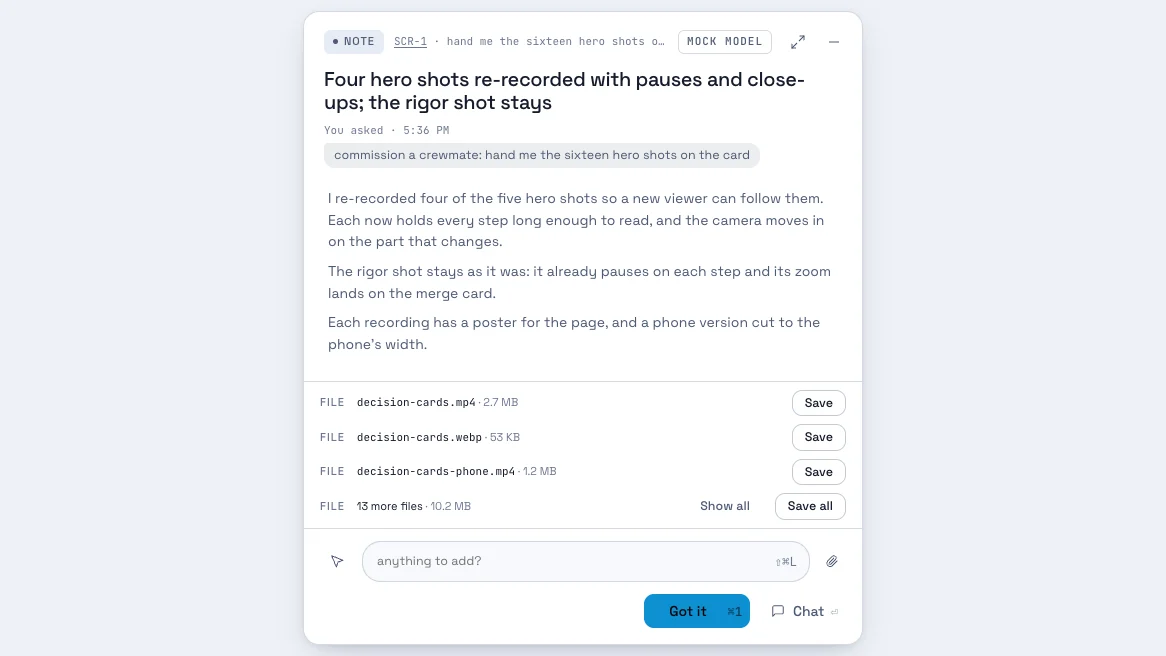 NOTE SCR-1 · hand me the sixteen hero shots o… MOCK MODEL
Four hero shots re-recorded with pauses and close-
ups; the rigor shot stays
You asked · 5:36 PM
commission a crewmate: hand me the sixteen hero shots on the card
I re-recorded four of the five hero shots so a new viewer can follow them.
Each now holds every step long enough to read, and the camera moves in
on the part that changes.
The rigor shot stays as it was: it already pauses on each step and its zoom
lands on the merge card.
Each recording has a poster for the page, and a phone version cut to the
phone's width.
FILE decision-cards.mp4 · 2.7 MB Save
FILE decision-cards.webp · 53 KB Save
FILE decision-cards-phone.mp4 · 1.2 MB Save
FILE 13 more files · 10.2 MB Show all Save all
anything to add? ⇧⌘L
Got it ⌘1 Chat ⏎